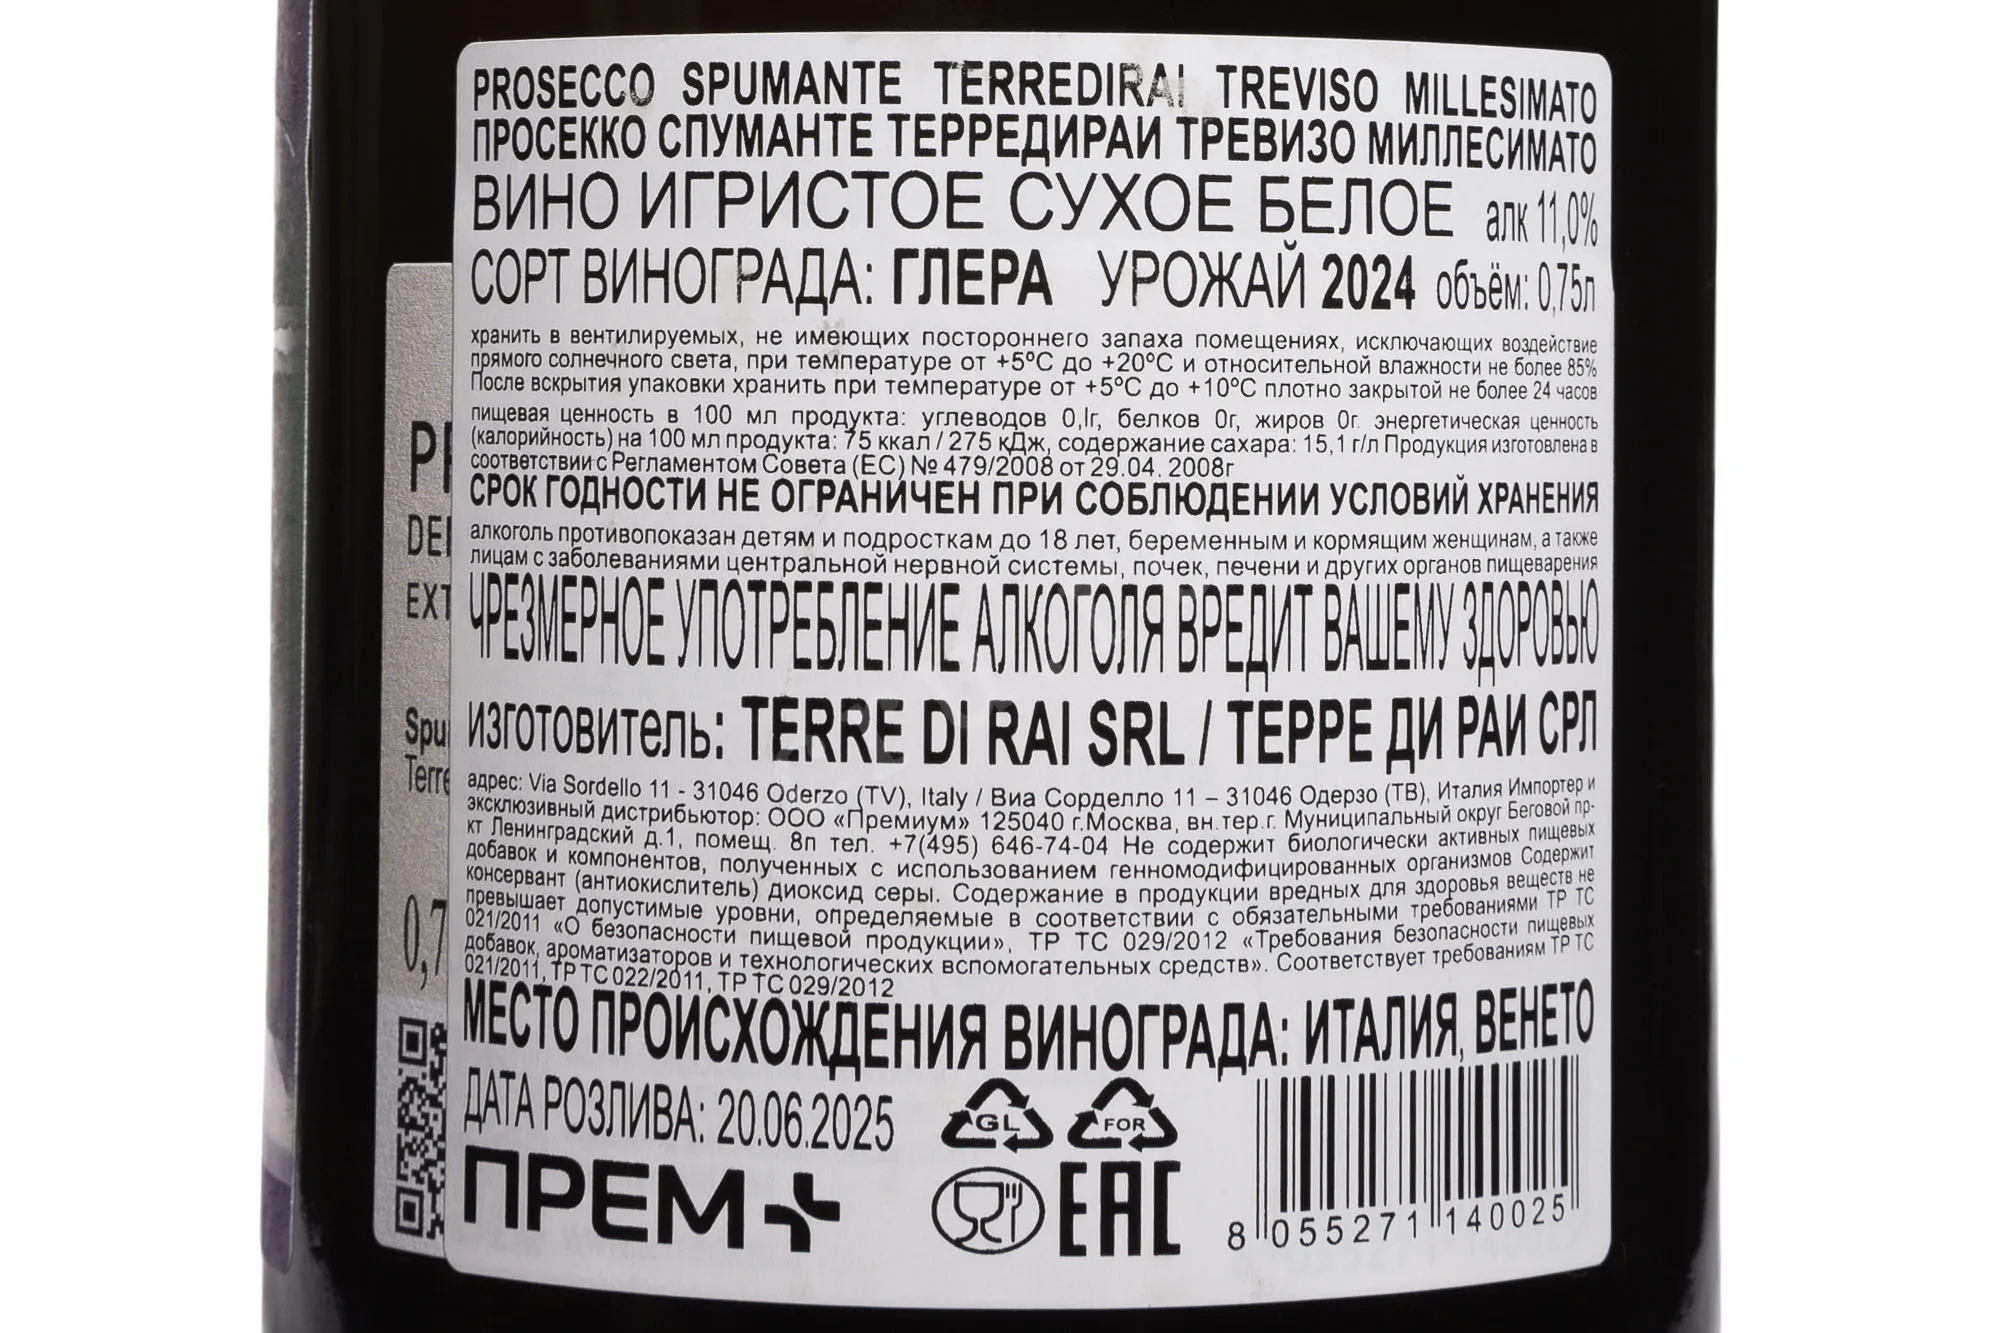 PROSECCO SPUMANTE TERREDIRAI TREVISO MILLESIMATO
ПРОСЕККО СПУМАНТЕ ТЕРРЕДИРАИ ТРЕВИЗО МИЛЛЕСИМАТО
ВИНО ИГРИСТОЕ СУХОЕ БЕЛОЕ алк 11,0%
СОРТ ВИНОГРАДА: ГЛЕРА УРОЖАЙ 2024 объём: 0,75л
хранить в вентилируемых, не имеющих постороннего запаха помещениях, исключающих воздействие
прямого солнечного света, при температуре от +5ºС до +20ºС и относительной влажности не более 85%
После вскрытия упаковки хранить при температуре от +5ºС до +10ºС плотно закрытой не более 24 часов
пищевая ценность в 100 мл продукта: углеводов 0,Iг, белков 0г, жиров 0г. энергетическая ценность
(калорийность) на 100 мл продукта: 75 ккал / 275 кДж, содержание сахара: 15,1 г/л Продукция изготовлена в
соответствии с Регламентом Совета (ЕС) № 479/2008 от 29.04. 2008г
СРОК ГОДНОСТИ НЕ ОГРАНИЧЕН ПРИ СОБЛЮДЕНИИ УСЛОВИЙ ХРАНЕНИЯ
алкоголь противопоказан детям и подросткам до 18 лет, беременным и кормящим женщинам, а также
лицам с заболеваниями центральной нервной системы, почек, печени и других органов пищеварения
ЧРЕЗМЕРНОЕ УПОТРЕБЛЕНИЕ АЛКОГОЛЯ ВРЕДИТ ВАШЕМУ ЗДОРОВЬЮ
изготовитель: TERRE DI RAI SRL / ТЕРРЕ ДИ РАИ СРЛ
адрес: Via Sordello 11 - 31046 Oderzo (TV), Italy / Виа Сорделло 11 – 31046 Одерзо (ТВ), Италия Импортер и
эксклюзивный дистрибьютор: ООО «Премиум» 125040 г.Москва, вн.тер.г. Муниципальный округ Беговой пр-
кт Ленинградский д.1, помещ. 8п тел. +7(495) 646-74-04 Не содержит биологически активных пищевых
добавок и компонентов, полученных с использованием генномодифицированных организмов Содержит
консервант (антиокислитель) диоксид серы. Содержание в продукции вредных для здоровья веществ не
превышает допустимые уровни, определяемые в соответствии с обязательными требованиями ТР ТС
021/2011 «О безопасности пищевой продукции», ТР ТС 029/2012 «Требования безопасности пищевых
добавок, ароматизаторов и технологических вспомогательных средств». Соответствует требованиям ТР ТС
021/2011, ТР ТС 022/2011, ТР ТС 029/2012
МЕСТО ПРОИСХОЖДЕНИЯ ВИНОГРАДА: ИТАЛИЯ, ВЕНЕТО
ДАТА РОЗЛИВА: 20.06.2025
GL FOR
ПРЕМ
EAC
8 055271 140025
PR
DE
EXT
Spu
Terre
0,7